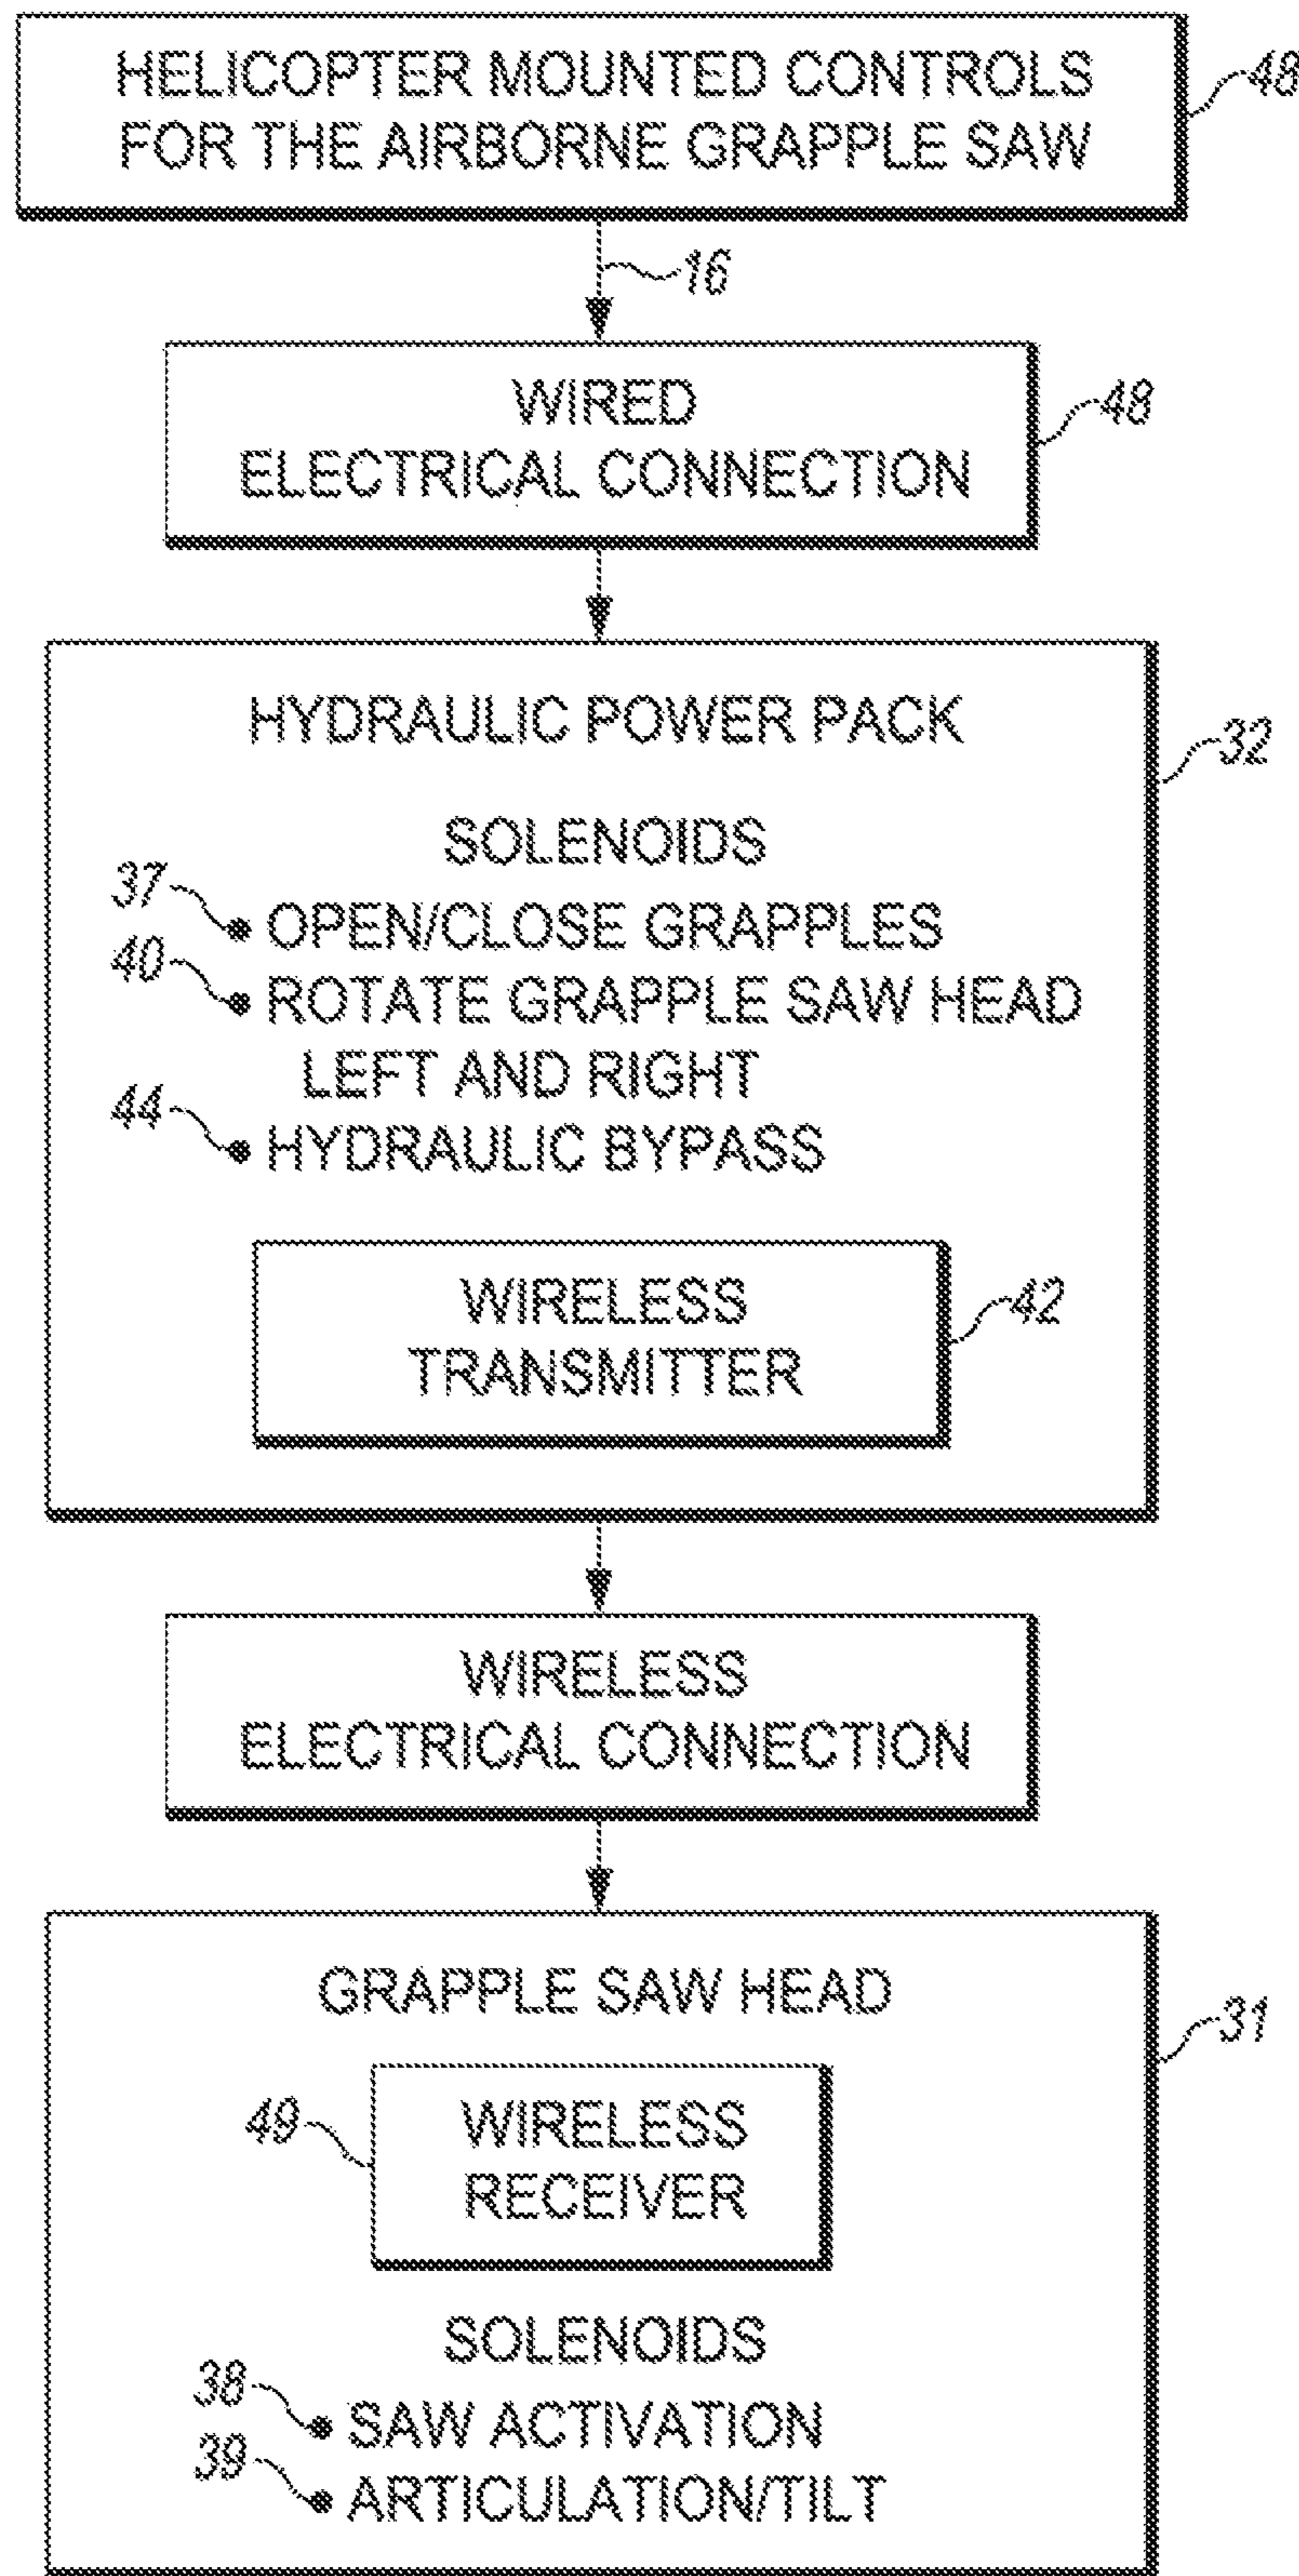 HELICOPTER MOUNTED CONTROLS
FOR THE AIRBORNE GRAPPLE SAW
48
16
WIRED
ELECTRICAL CONNECTION
48
HYDRAULIC POWER PACK
32
SOLENOIDS
37
• OPEN/CLOSE GRAPPLES
40
• ROTATE GRAPPLE SAW HEAD
LEFT AND RIGHT
44
• HYDRAULIC BYPASS
WIRELESS
TRANSMITTER
42
WIRELESS
ELECTRICAL CONNECTION
GRAPPLE SAW HEAD
31
49
WIRELESS
RECEIVER
SOLENOIDS
38
• SAW ACTIVATION
39
• ARTICULATION/TILT